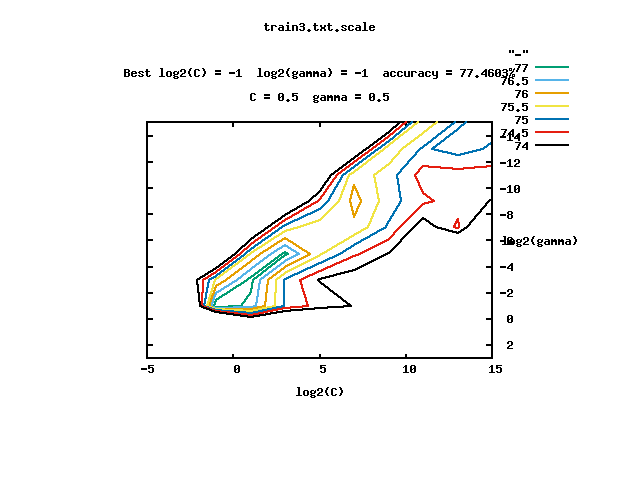 train3.txt.scale
"-"
Best log2(C) = -1 log2(gamma) = -1 accuracy = 77.4603%
77
76.5
C = 0.5 gamma = 0.5
76
75.5
75
74.5
-14
74
-12
-10
-8
-6
log2(gamma)
-4
-2
0
2
-5 0 5 10 15
log2(C)